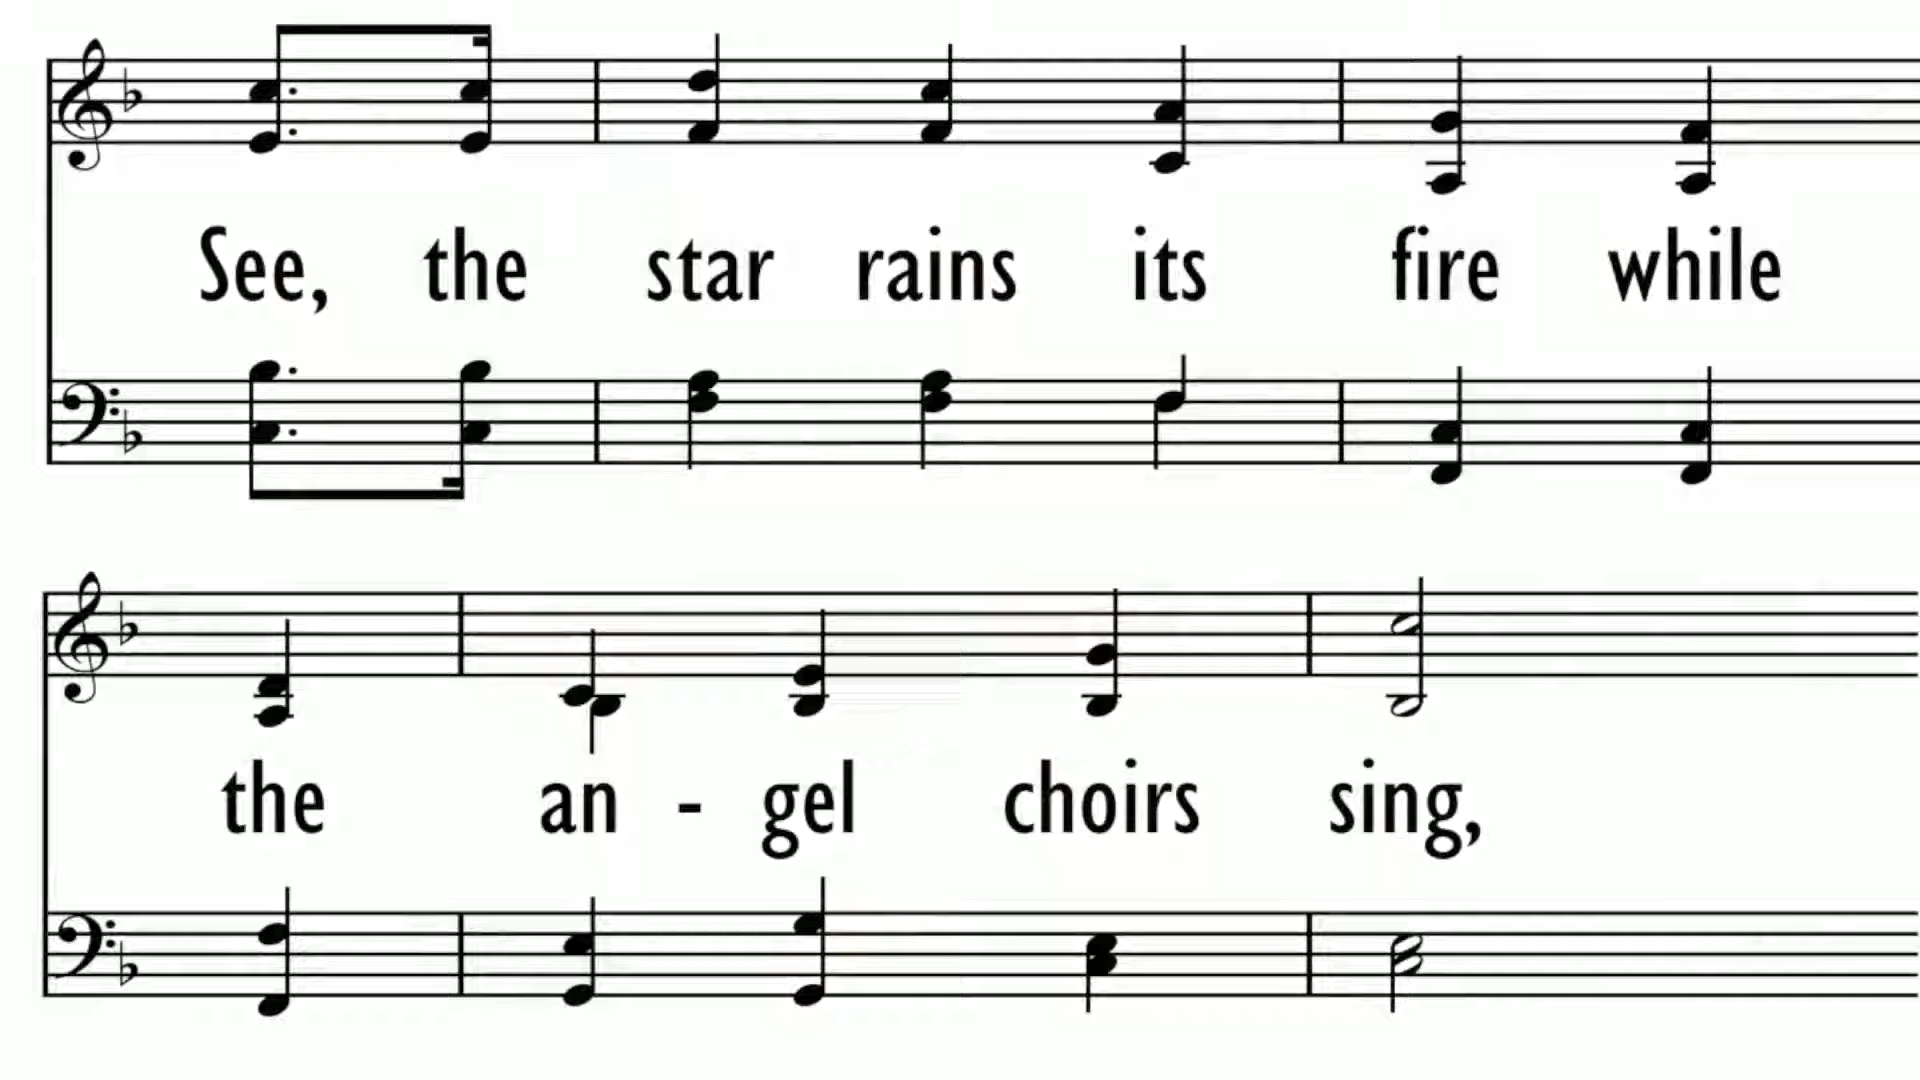 See, the star rains its fire while
the an - gel choirs sing,